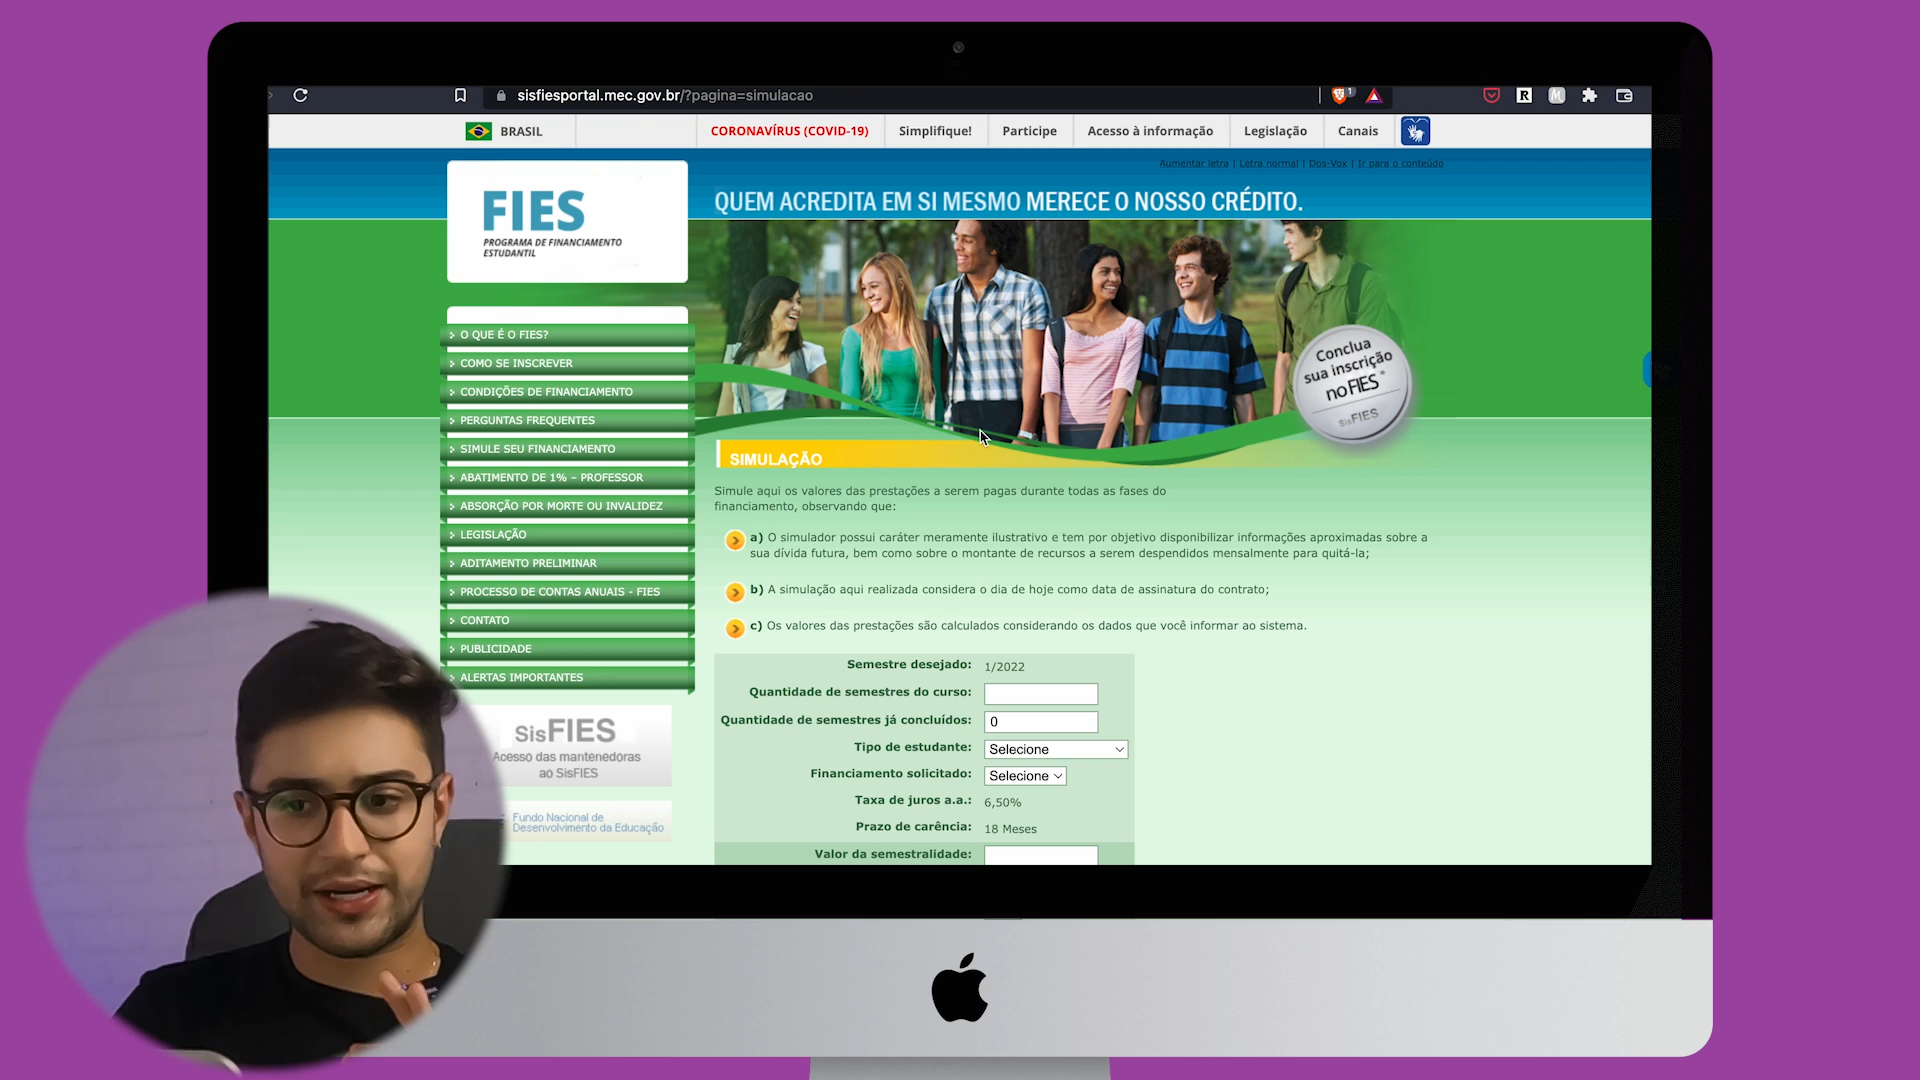 sisfiesportal.mec.gov.br/?pagina=simulacao
1
R
M
BRASIL
CORONAVÍRUS (COVID-19)
Simplifique!
Participe
Acesso à informação
Legislação
Canais
Aumentar letra | Letra normal | Dos-Vox | Ir para o conteúdo
FIES
PROGRAMA DE FINANCIAMENTO
ESTUDANTIL
QUEM ACREDITA EM SI MESMO MERECE O NOSSO CRÉDITO.
Conclua
sua inscrição
no FIES
SisFIES
O QUE É O FIES?
COMO SE INSCREVER
CONDIÇÕES DE FINANCIAMENTO
PERGUNTAS FREQUENTES
SIMULE SEU FINANCIAMENTO
ABATIMENTO DE 1% – PROFESSOR
ABSORÇÃO POR MORTE OU INVALIDEZ
LEGISLAÇÃO
ADITAMENTO PRELIMINAR
PROCESSO DE CONTAS ANUAIS - FIES
CONTATO
PUBLICIDADE
ALERTAS IMPORTANTES
SisFIES
Acesso das mantenedoras
ao SisFIES
Fundo Nacional de
Desenvolvimento da Educação
SIMULAÇÃO
Simule aqui os valores das prestações a serem pagas durante todas as fases do
financiamento, observando que:
a) O simulador possui caráter meramente ilustrativo e tem por objetivo disponibilizar informações aproximadas sobre a
sua dívida futura, bem como sobre o montante de recursos a serem despendidos mensalmente para quitá-la;
b) A simulação aqui realizada considera o dia de hoje como data de assinatura do contrato;
c) Os valores das prestações são calculados considerando os dados que você informar ao sistema.
Semestre desejado: 1/2022
Quantidade de semestres do curso:
Quantidade de semestres já concluídos: 0
Tipo de estudante: Selecione
Financiamento solicitado: Selecione
Taxa de juros a.a.: 6,50%
Prazo de carência: 18 Meses
Valor da semestralidade: